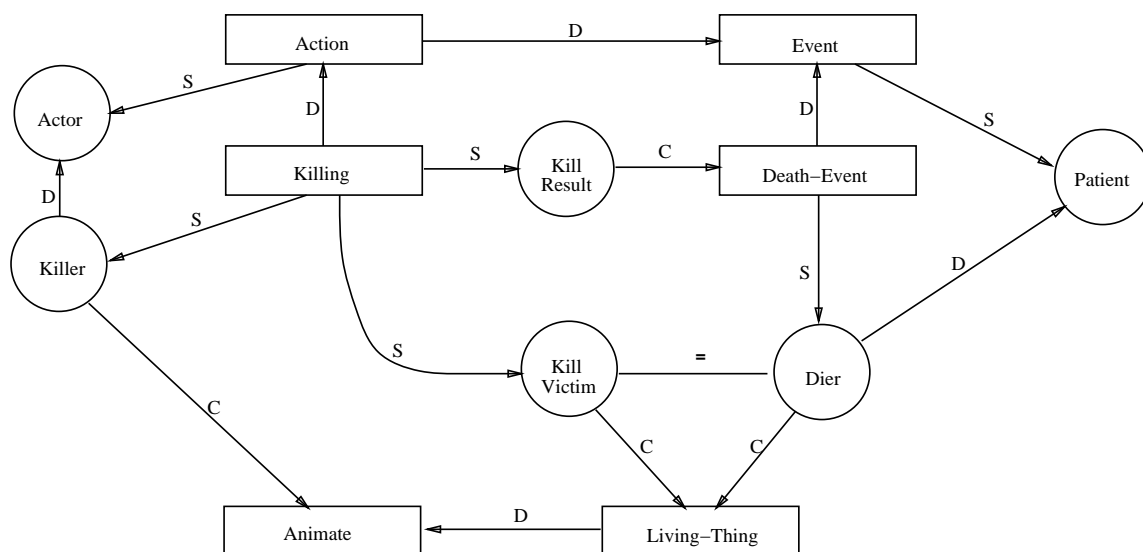 Action
D
Event
S
Actor
D
D
S
Killing
S
Kill
Result
C
Death−Event
Patient
D
S
Killer
S
D
S
Kill
Victim
=
Dier
C
C
C
Animate
D
Living−Thing